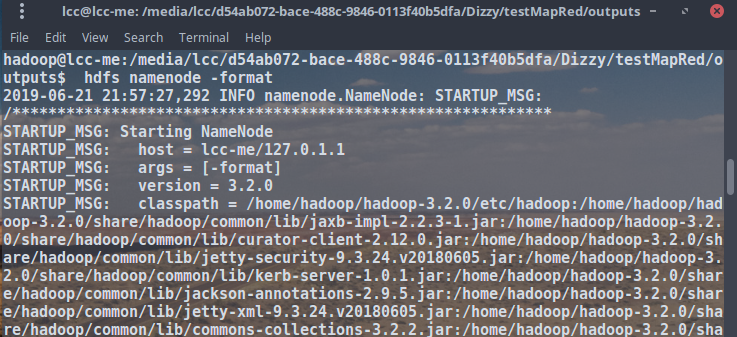 lcc@lcc-me: /media/lcc/d54ab072-bace-488c-9846-0113f40b5dfa/Dizzy/testMapRed/outputs
File Edit View Search Terminal Help
hadoop@lcc-me:/media/lcc/d54ab072-bace-488c-9846-0113f40b5dfa/Dizzy/testMapRed/o
utputs$  hdfs namenode -format
2019-06-21 21:57:27,292 INFO namenode.NameNode: STARTUP_MSG:
/************************************************************
STARTUP_MSG: Starting NameNode
STARTUP_MSG:   host = lcc-me/127.0.1.1
STARTUP_MSG:   args = [-format]
STARTUP_MSG:   version = 3.2.0
STARTUP_MSG:   classpath = /home/hadoop/hadoop-3.2.0/etc/hadoop:/home/hadoop/had
oop-3.2.0/share/hadoop/common/lib/jaxb-impl-2.2.3-1.jar:/home/hadoop/hadoop-3.2.
0/share/hadoop/common/lib/curator-client-2.12.0.jar:/home/hadoop/hadoop-3.2.0/sh
are/hadoop/common/lib/jetty-security-9.3.24.v20180605.jar:/home/hadoop/hadoop-3.
2.0/share/hadoop/common/lib/kerb-server-1.0.1.jar:/home/hadoop/hadoop-3.2.0/shar
e/hadoop/common/lib/jackson-annotations-2.9.5.jar:/home/hadoop/hadoop-3.2.0/shar
e/hadoop/common/lib/jetty-xml-9.3.24.v20180605.jar:/home/hadoop/hadoop-3.2.0/sha
re/hadoop/common/lib/commons-collections-3.2.2.jar:/home/hadoop/hadoop-3.2.0/sha